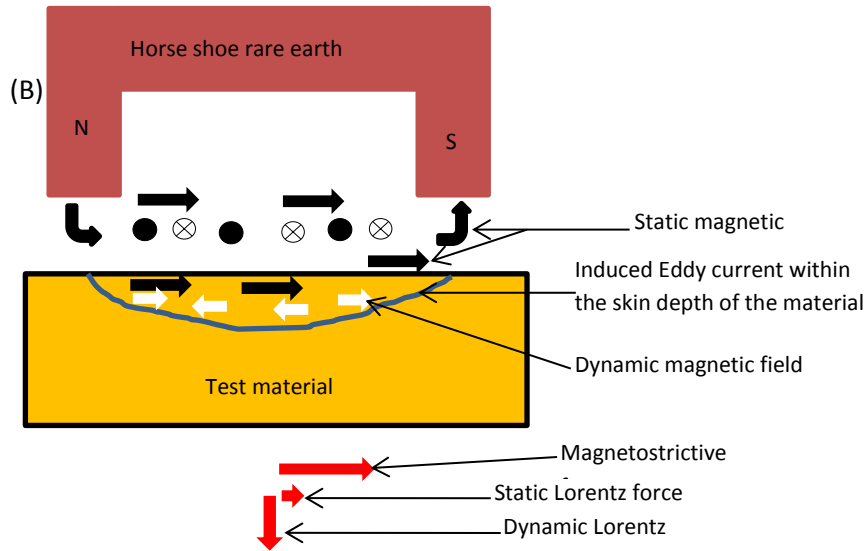 Horse shoe rare earth
(B)
N
S
Static magnetic
Induced Eddy current within
the skin depth of the material
Dynamic magnetic field
Test material
Magnetostrictive
Static Lorentz force
Dynamic Lorentz